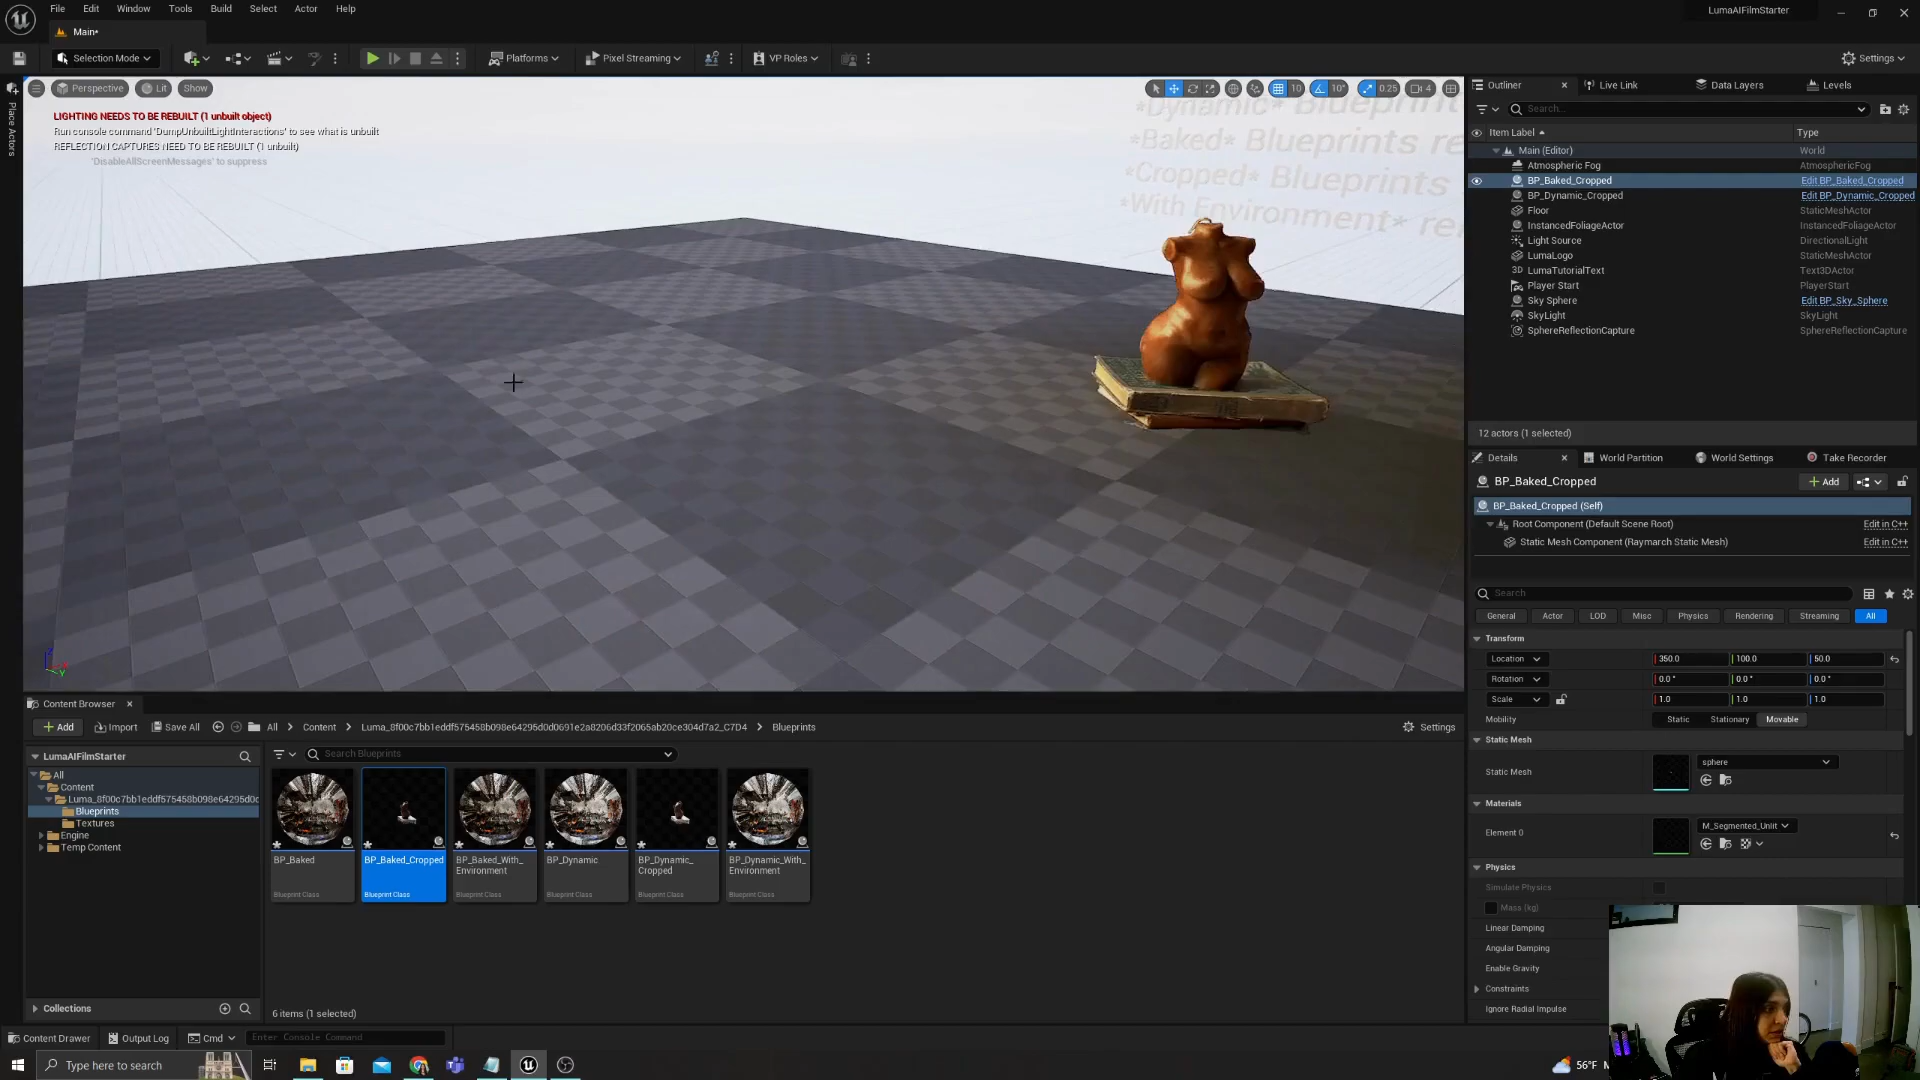 File Edit Window Tools Build Select Actor Help
LumaAIFilmStarter
Main*
Selection Mode
Platforms
Pixel Streaming
VP Roles
Settings
Place Actors
Perspective Lit Show
10 10° 0.25 4
LIGHTING NEEDS TO BE REBUILT (1 unbuilt object)
Run console command 'DumpUnbuiltLightInteractions' to see what is unbuilt
REFLECTION CAPTURES NEED TO BE REBUILT (1 unbuilt)
'DisableAllScreenMessages' to suppress
*Dynamic* Blueprint
*Baked* Blueprints re
*Cropped* Blueprints
*With Environment* re
Outliner Live Link Data Layers Levels
Search...
Item Label Type
Main (Editor) World
Atmospheric Fog AtmosphericFog
BP_Baked_Cropped Edit BP_Baked_Cropped
BP_Dynamic_Cropped Edit BP_Dynamic_Cropped
Floor StaticMeshActor
InstancedFoliageActor InstancedFoliageActor
Light Source DirectionalLight
LumaLogo StaticMeshActor
LumaTutorialText Text3DActor
Player Start PlayerStart
Sky Sphere Edit BP_Sky_Sphere
SkyLight SkyLight
SphereReflectionCapture SphereReflectionCapture
12 actors (1 selected)
Details World Partition World Settings Take Recorder
BP_Baked_Cropped Add
BP_Baked_Cropped (Self)
Root Component (Default Scene Root) Edit in C++
Static Mesh Component (Raymarch Static Mesh) Edit in C++
Search
General Actor LOD Misc Physics Rendering Streaming All
Transform
Location 350.0 100.0 50.0
Rotation 0.0° 0.0° 0.0°
Scale 1.0 1.0 1.0
Mobility Static Stationary Movable
Static Mesh
Static Mesh sphere
Materials
Element 0 M_Segmented_Unlit
Physics
Simulate Physics
Mass (kg)
Linear Damping
Angular Damping
Enable Gravity
Constraints
Ignore Radial Impulse
Content Browser
Add Import Save All All Content Luma_8f00c7bb1eddf575458b098e64295d0d0691e2a8206d33f2065ab20ce304d7a2_C7D4 Blueprints Settings
LumaAIFilmStarter
Search Blueprints
All
Content
Luma_8f00c7bb1eddf575458b098e64295d0c
Blueprints
Textures
Engine
Temp Content
BP_Baked
Blueprint Class
BP_Baked_Cropped
Blueprint Class
BP_Baked_With_
Environment
Blueprint Class
BP_Dynamic
Blueprint Class
BP_Dynamic_
Cropped
Blueprint Class
BP_Dynamic_With_
Environment
Blueprint Class
Collections
6 items (1 selected)
Content Drawer Output Log Cmd Enter Console Command
Type here to search
56°F